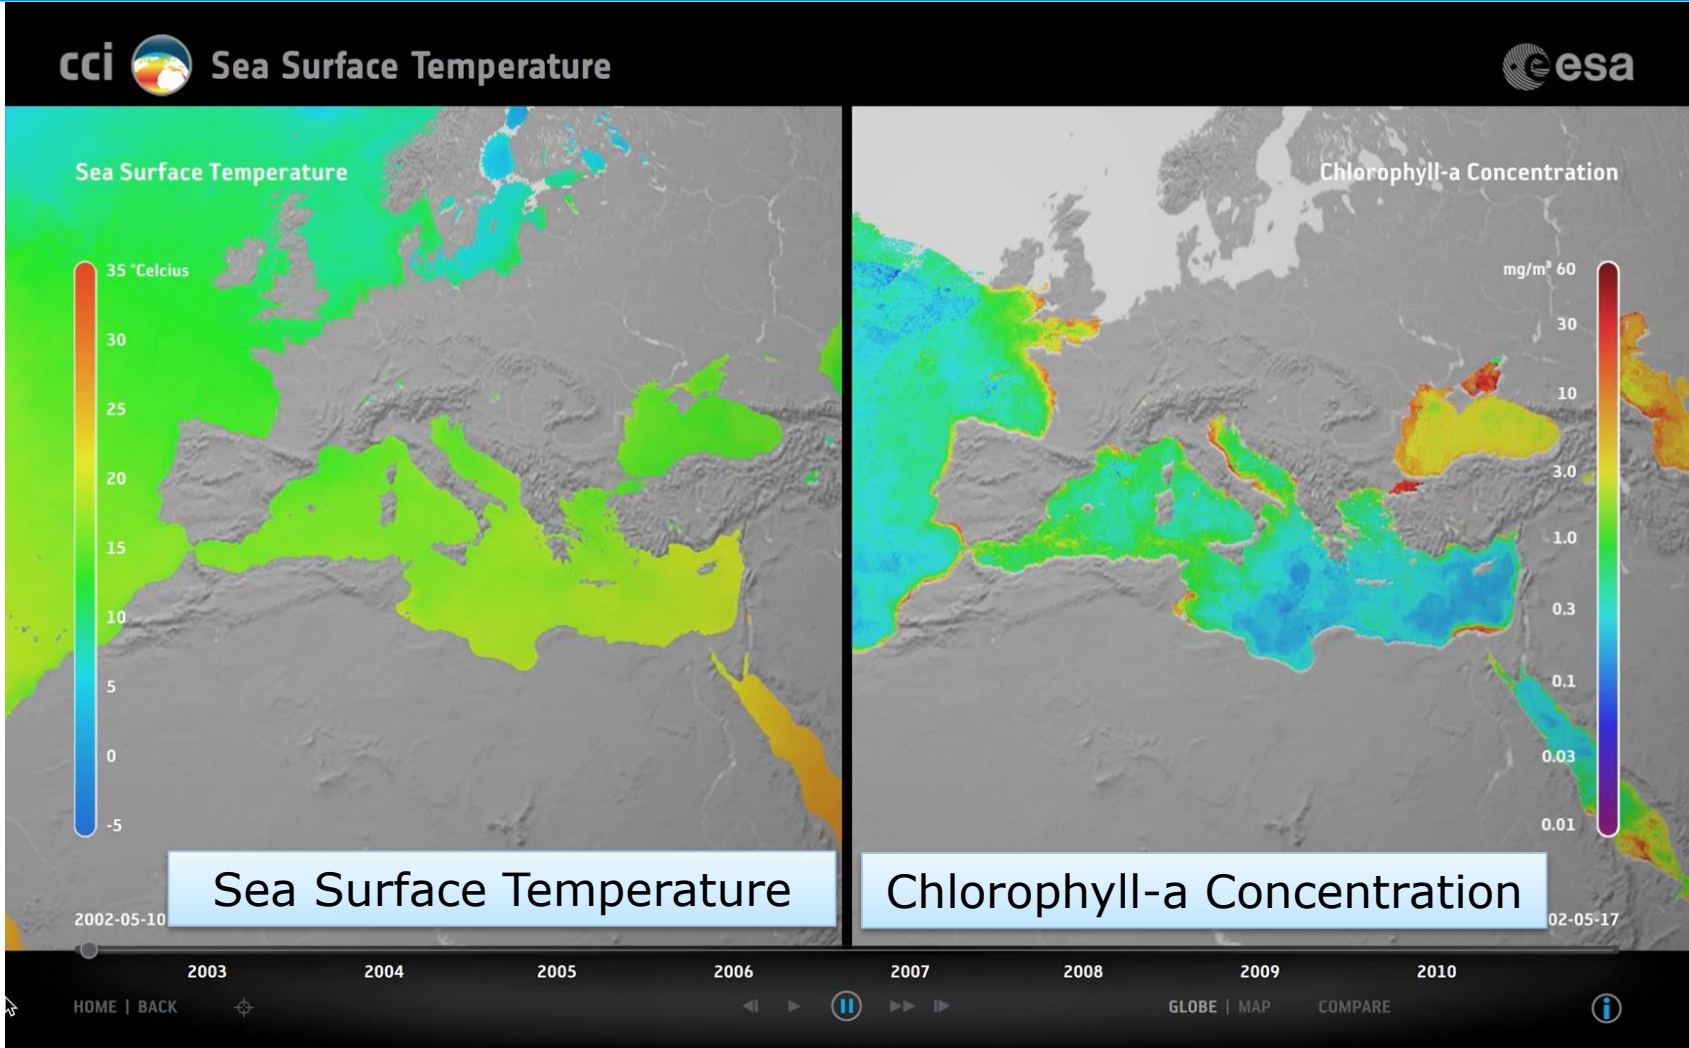 cci Sea Surface Temperature
esa
Sea Surface Temperature
35 °Celcius
30
25
20
15
10
5
0
-5
Chlorophyll-a Concentration
mg/m³ 60
30
10
3.0
1.0
0.3
0.1
0.03
0.01
Sea Surface Temperature
Chlorophyll-a Concentration
2002-05-10
02-05-17
2003 2004 2005 2006 2007 2008 2009 2010
HOME | BACK
GLOBE | MAP COMPARE
i